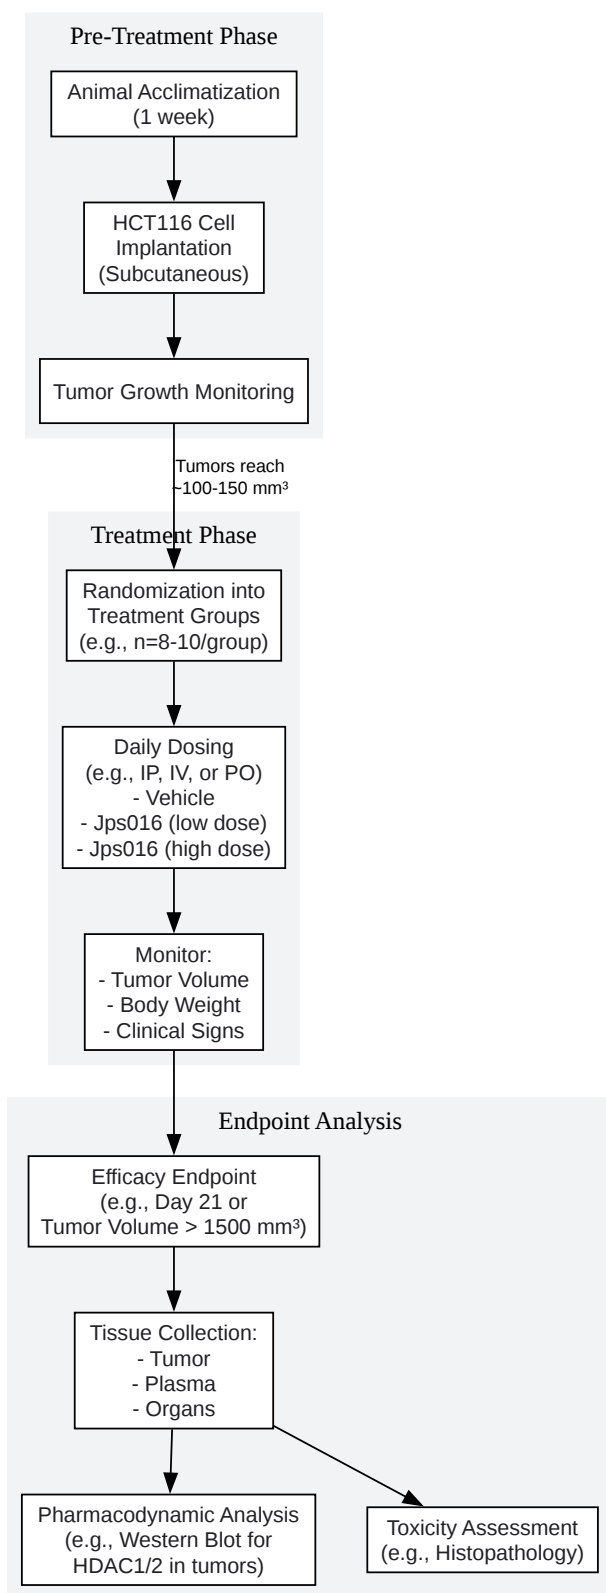 Pre-Treatment Phase
Animal Acclimatization
(1 week)
HCT116 Cell
Implantation
(Subcutaneous)
Tumor Growth Monitoring
Tumors reach
~100-150 mm³
Treatment Phase
Randomization into
Treatment Groups
(e.g., n=8-10/group)
Daily Dosing
(e.g., IP, IV, or PO)
- Vehicle
- Jps016 (low dose)
- Jps016 (high dose)
Monitor:
- Tumor Volume
- Body Weight
- Clinical Signs
Endpoint Analysis
Efficacy Endpoint
(e.g., Day 21 or
Tumor Volume > 1500 mm³)
Tissue Collection:
- Tumor
- Plasma
- Organs
Pharmacodynamic Analysis
(e.g., Western Blot for
HDAC1/2 in tumors)
Toxicity Assessment
(e.g., Histopathology)